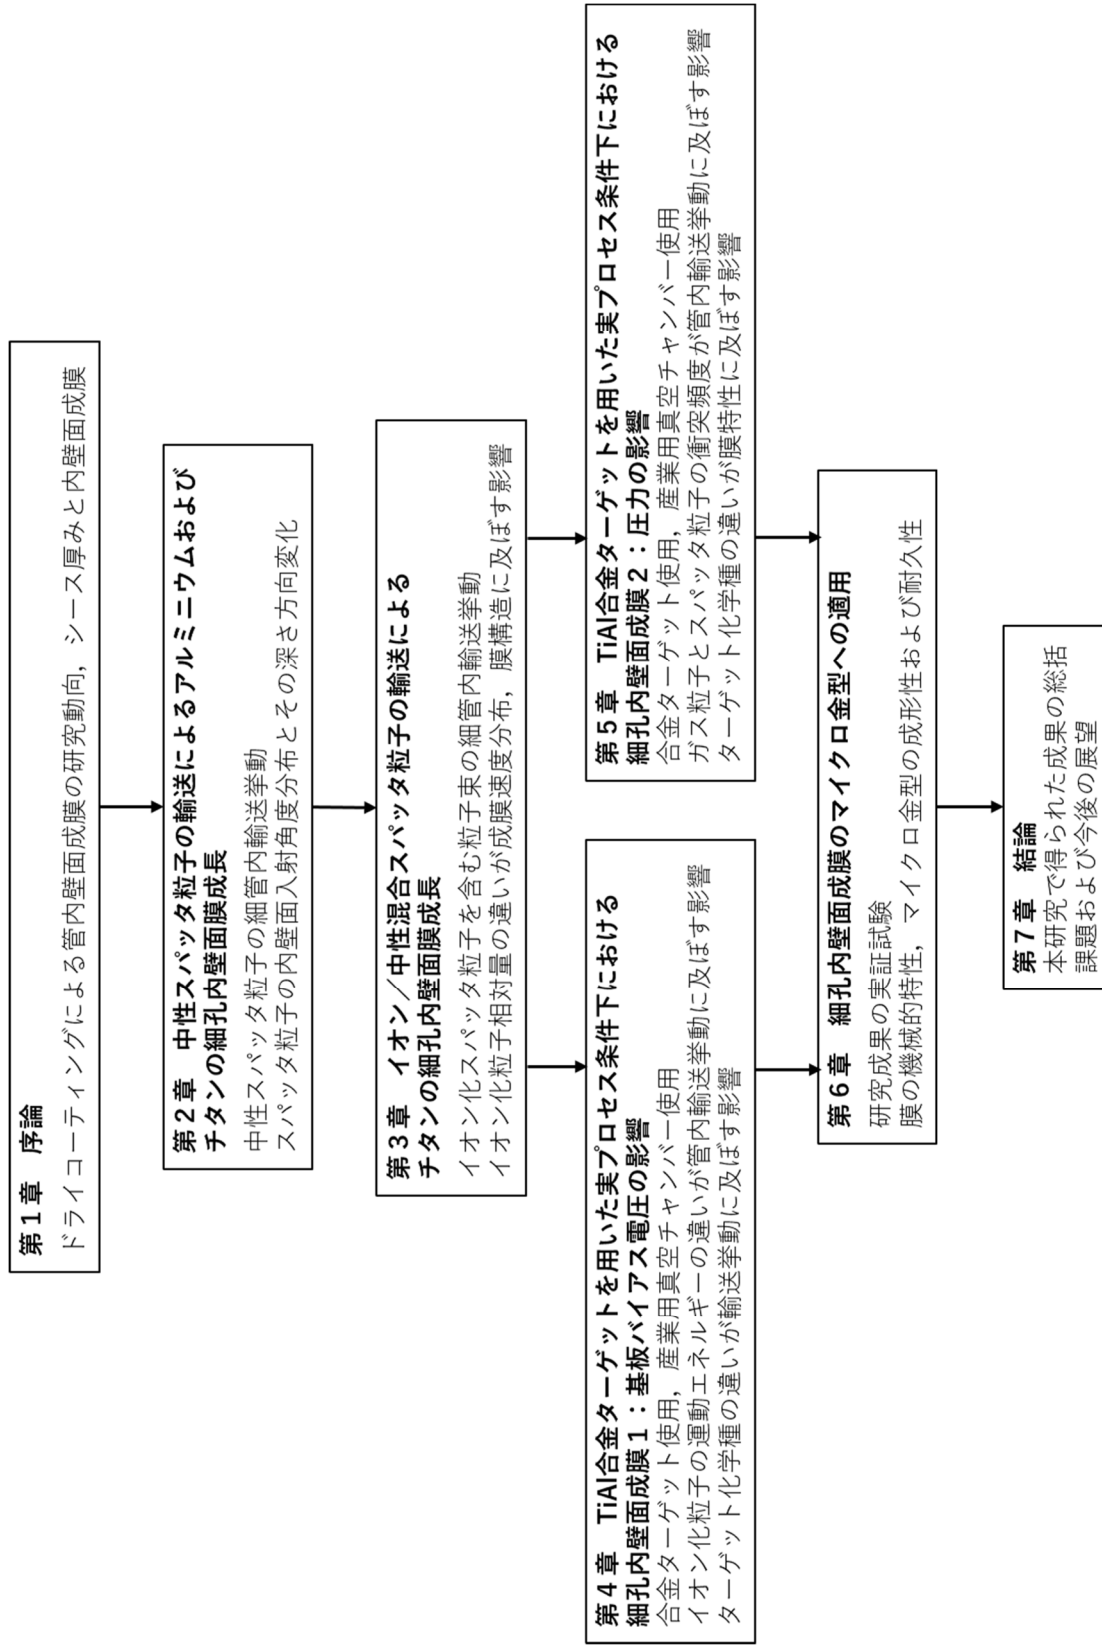 第1章　序論
ドライコーティングによる管内壁面成膜の研究動向，シース厚みと内壁面成膜
第2章　中性スパッタ粒子の輸送によるアルミニウムおよび
チタンの細孔内壁面膜成長
中性スパッタ粒子の細管内輸送挙動
スパッタ粒子の内壁面入射角度分布とその深さ方向変化
第3章　イオン／中性混合スパッタ粒子の輸送による
チタンの細孔内壁面膜成長
イオン化スパッタ粒子を含む粒子束の細管内輸送挙動
イオン化粒子相対量の違いが成膜速度分布，膜構造に及ぼす影響
第4章　TiAl合金ターゲットを用いた実プロセス条件下における
細孔内壁面成膜1：基板バイアス電圧の影響
合金ターゲット使用，産業用真空チャンバー使用
イオン化粒子の運動エネルギーの違いが管内輸送挙動に及ぼす影響
ターゲット化学種の違いが輸送挙動に及ぼす影響
第5章　TiAl合金ターゲットを用いた実プロセス条件下における
細孔内壁面成膜2：圧力の影響
合金ターゲット使用，産業用真空チャンバー使用
ガス粒子とスパッタ粒子の衝突頻度が管内輸送挙動に及ぼす影響
ターゲット化学種の違いが膜特性に及ぼす影響
第6章　細孔内壁面成膜のマイクロ金型への適用
研究成果の実証試験
膜の機械的特性，マイクロ金型の成形性および耐久性
第7章　結論
本研究で得られた成果の総括
課題および今後の展望